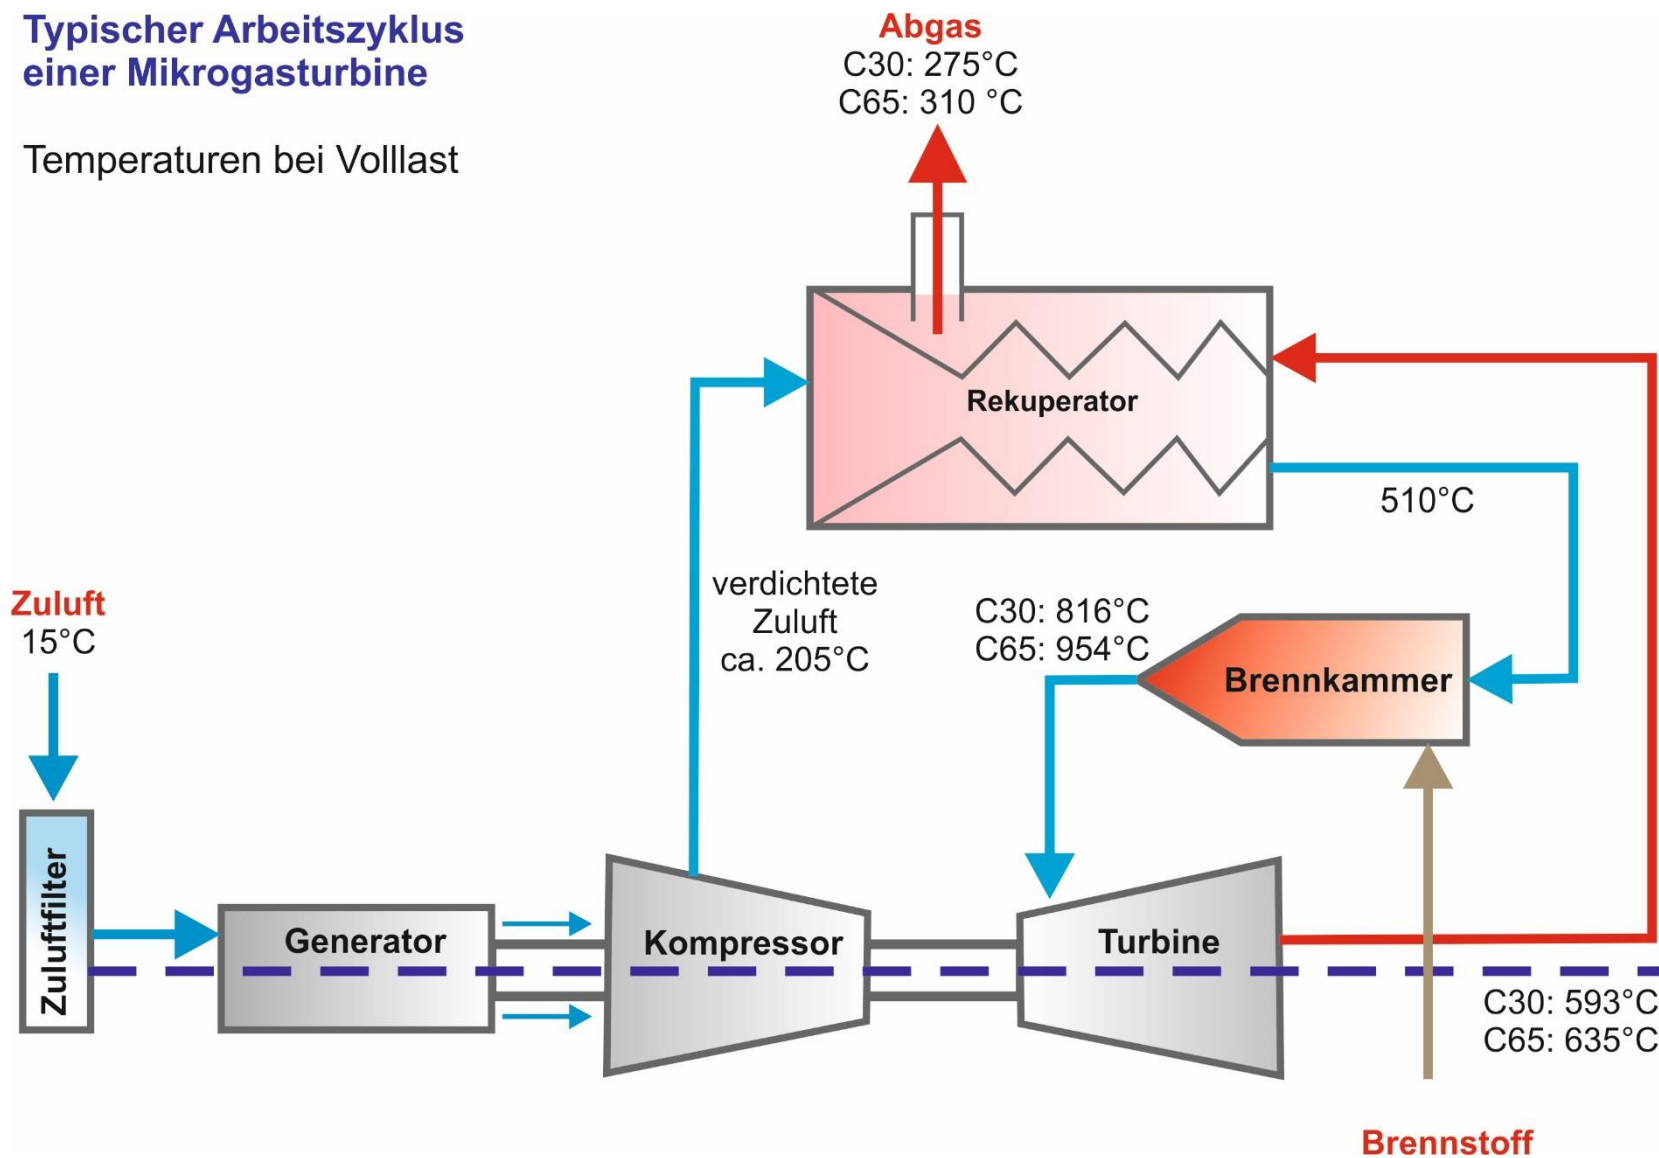 Typischer Arbeitszyklus
einer Mikrogasturbine
Temperaturen bei Volllast
Abgas
C30: 275°C
C65: 310 °C
Rekuperator
510°C
verdichtete
Zuluft
ca. 205°C
C30: 816°C
C65: 954°C
Brennkammer
Zuluft
15°C
Zuluftfilter
Generator
Kompressor
Turbine
C30: 593°C
C65: 635°C
Brennstoff